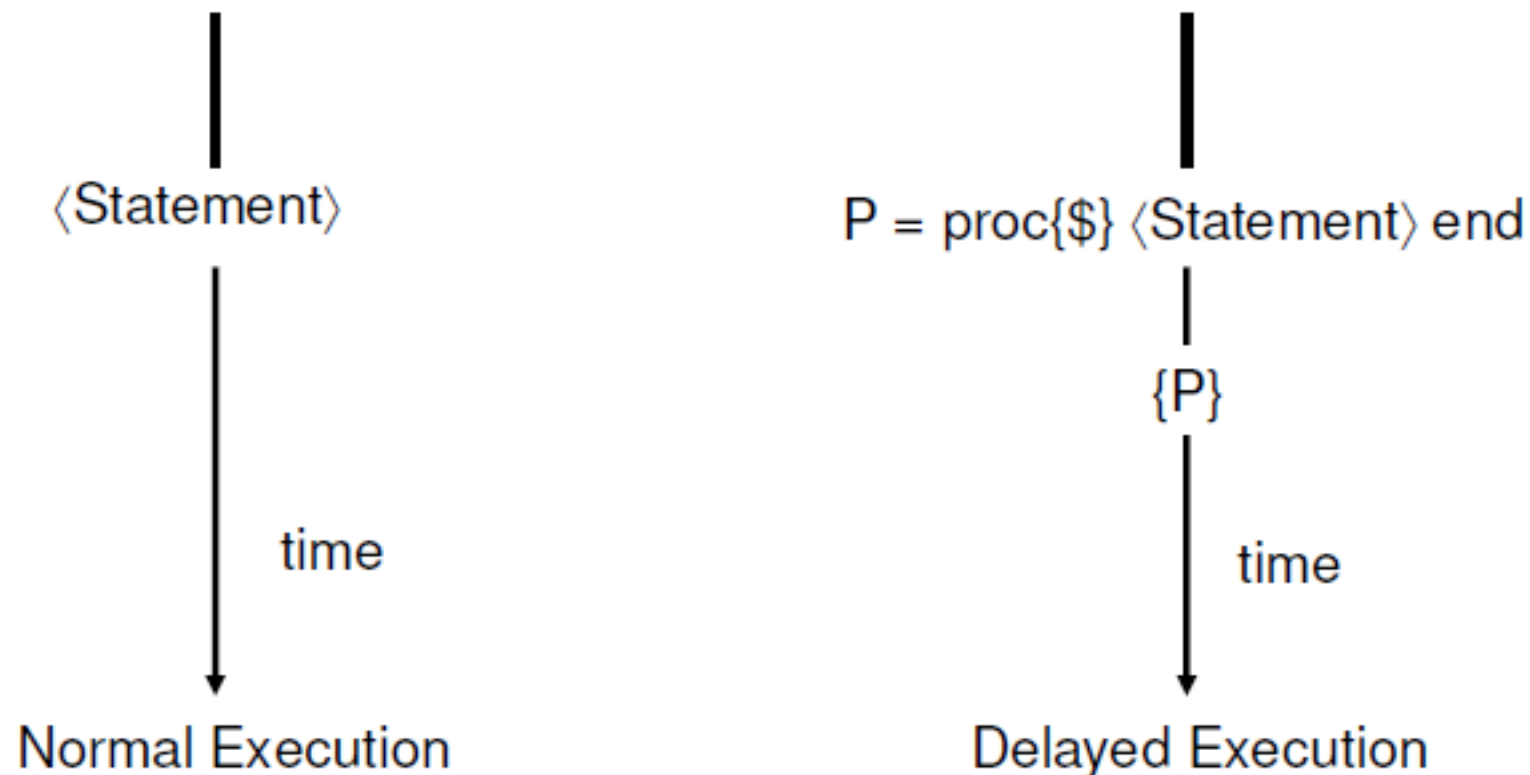 ⟨Statement⟩
time
Normal Execution
P = proc{$} ⟨Statement⟩ end
{P}
time
Delayed Execution